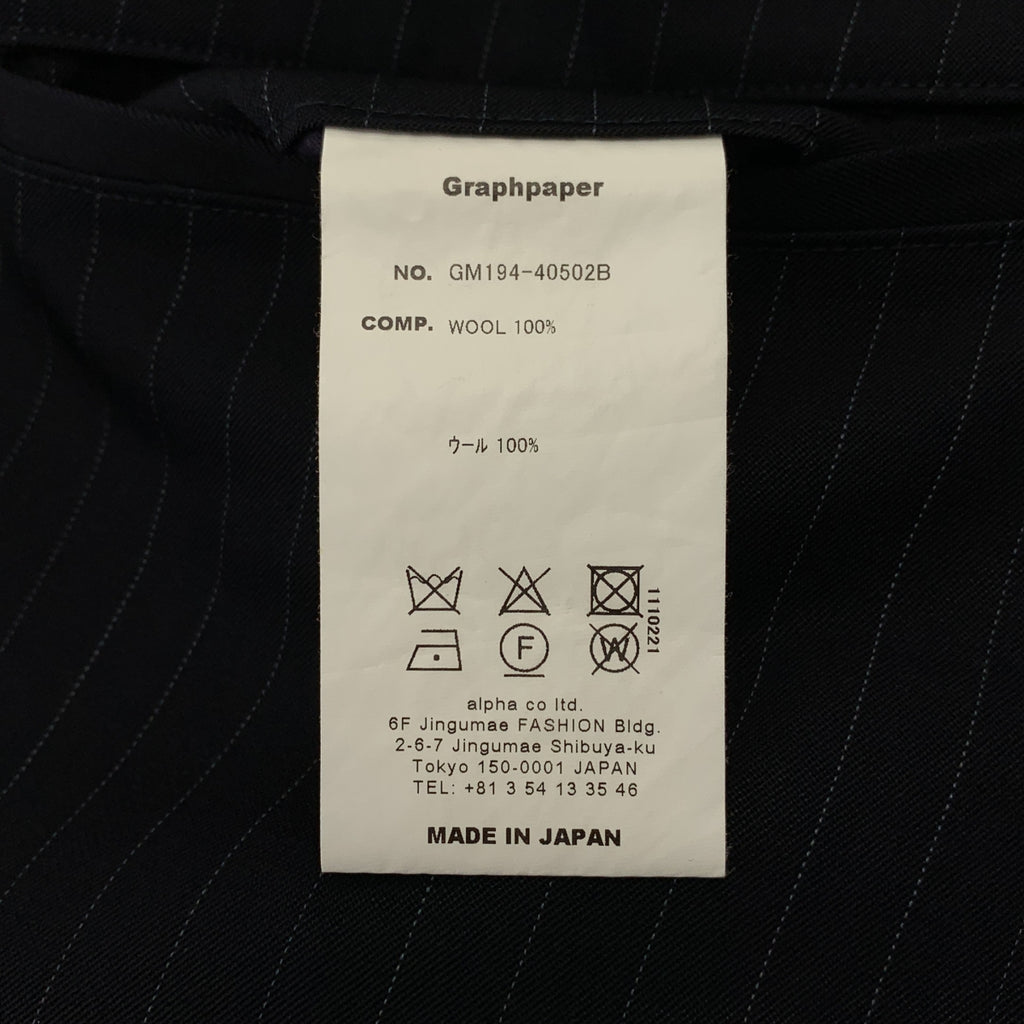 Graphpaper
NO. GM194-40502B
COMP. WOOL 100%
ウール 100%
1110221
F
W
alpha co ltd.
6F Jingumae FASHION Bldg.
2-6-7 Jingumae Shibuya-ku
Tokyo 150-0001 JAPAN
TEL: +81 3 54 13 35 46
MADE IN JAPAN